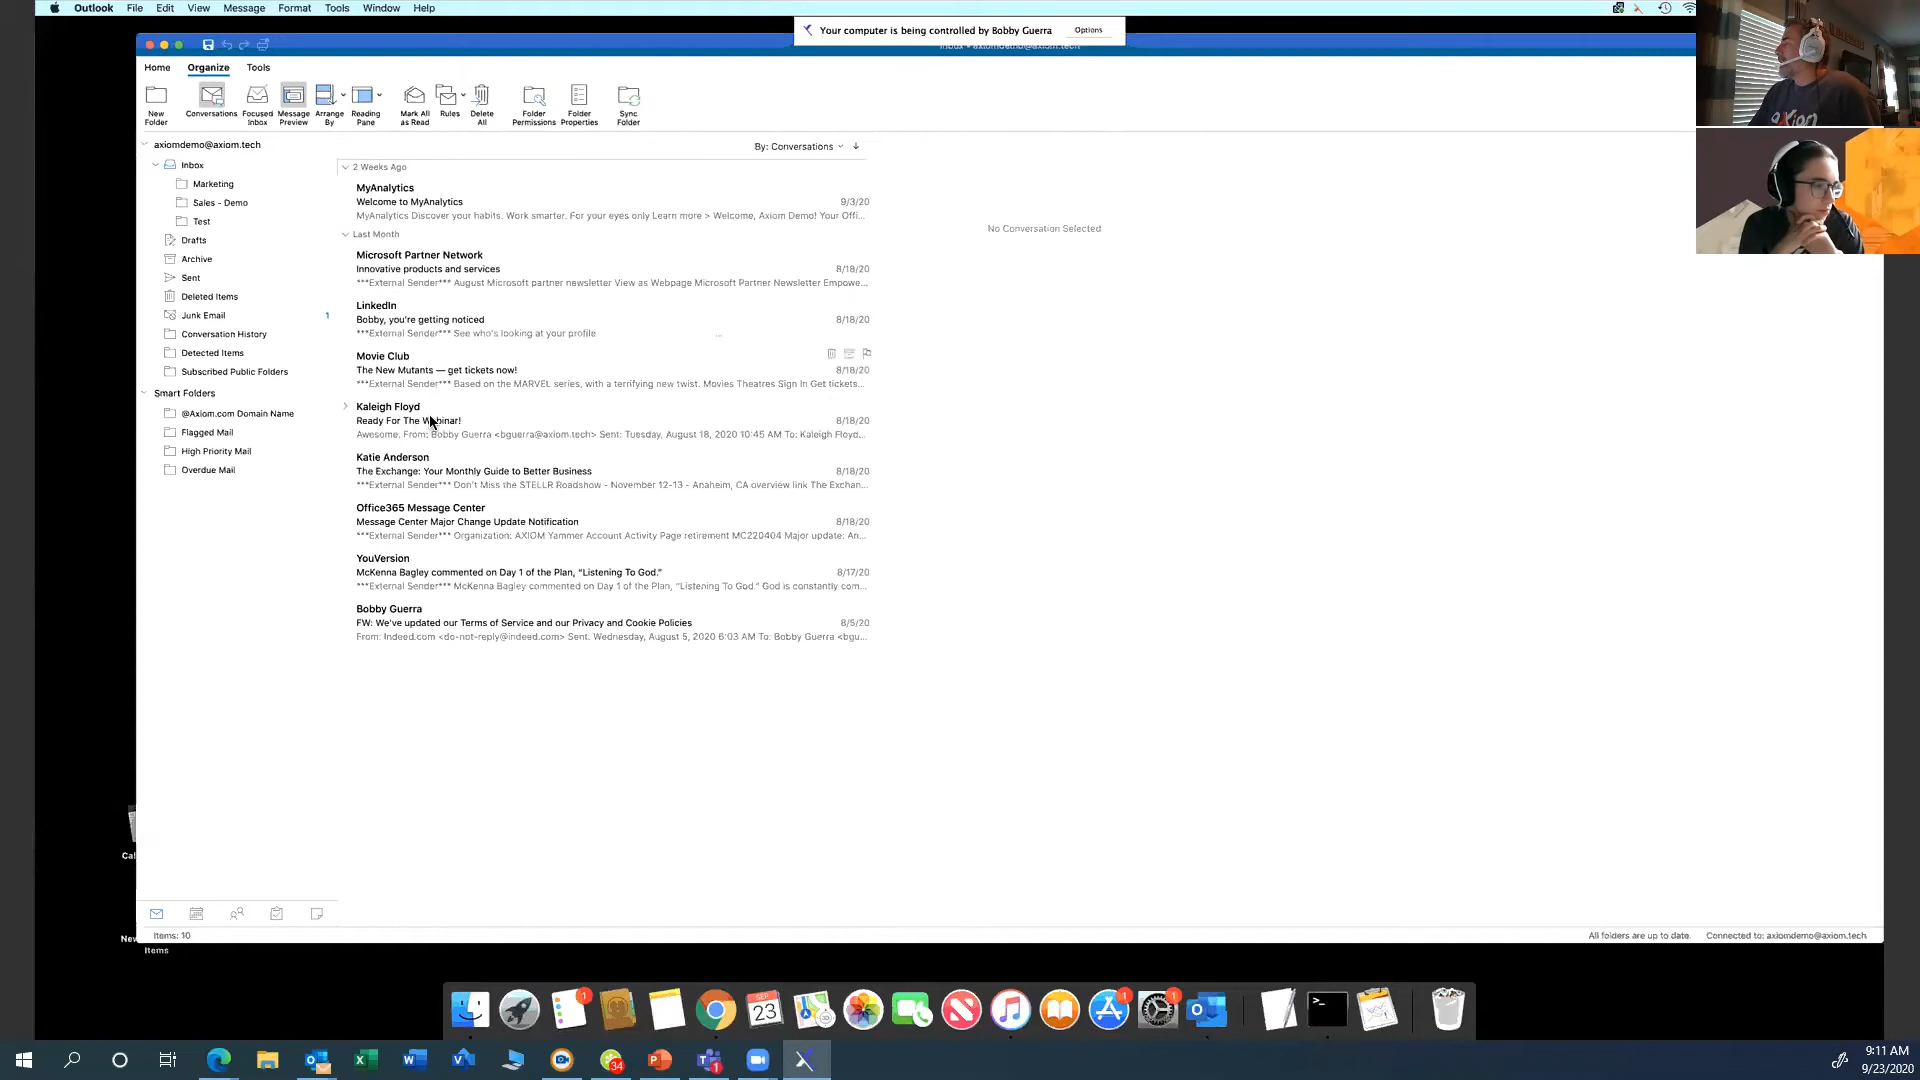 Outlook File Edit View Message Format Tools Window Help
Your computer is being controlled by Bobby Guerra Options
Inbox - axiomdemo@axiom.tech
Home Organize Tools
New Folder
Conversations
Focused Inbox
Message Preview
Arrange By
Reading Pane
Mark All as Read
Rules
Delete All
Folder Permissions
Folder Properties
Sync Folder
axiomdemo@axiom.tech
Inbox
Marketing
Sales - Demo
Test
Drafts
Archive
Sent
Deleted Items
Junk Email 1
Conversation History
Detected Items
Subscribed Public Folders
Smart Folders
@Axiom.com Domain Name
Flagged Mail
High Priority Mail
Overdue Mail
By: Conversations
2 Weeks Ago
MyAnalytics
Welcome to MyAnalytics 9/3/20
MyAnalytics Discover your habits. Work smarter. For your eyes only Learn more > Welcome, Axiom Demo! Your Offi...
Last Month
Microsoft Partner Network
Innovative products and services 8/18/20
***External Sender*** August Microsoft partner newsletter View as Webpage Microsoft Partner Newsletter Empowe...
LinkedIn
Bobby, you're getting noticed 8/18/20
***External Sender*** See who's looking at your profile ...
Movie Club
The New Mutants — get tickets now! 8/18/20
***External Sender*** Based on the MARVEL series, with a terrifying new twist. Movies Theatres Sign In Get tickets...
Kaleigh Floyd
Ready For The Webinar! 8/18/20
Awesome. From: Bobby Guerra <bguerra@axiom.tech> Sent: Tuesday, August 18, 2020 10:45 AM To: Kaleigh Floyd...
Katie Anderson
The Exchange: Your Monthly Guide to Better Business 8/18/20
***External Sender*** Don't Miss the STELLR Roadshow - November 12-13 - Anaheim, CA overview link The Exchan...
Office365 Message Center
Message Center Major Change Update Notification 8/18/20
***External Sender*** Organization: AXIOM Yammer Account Activity Page retirement MC220404 Major update: An...
YouVersion
McKenna Bagley commented on Day 1 of the Plan, “Listening To God.” 8/17/20
***External Sender*** McKenna Bagley commented on Day 1 of the Plan, “Listening To God.” God is constantly com...
Bobby Guerra
FW: We've updated our Terms of Service and our Privacy and Cookie Policies 8/5/20
From: Indeed.com <do-not-reply@indeed.com> Sent: Wednesday, August 5, 2020 6:03 AM To: Bobby Guerra <bgu...
No Conversation Selected
axiom
Cal
New
Items
Items: 10
All folders are up to date. Connected to: axiomdemo@axiom.tech
1
SEP
23
1
1
34
1
9:11 AM
9/23/2020